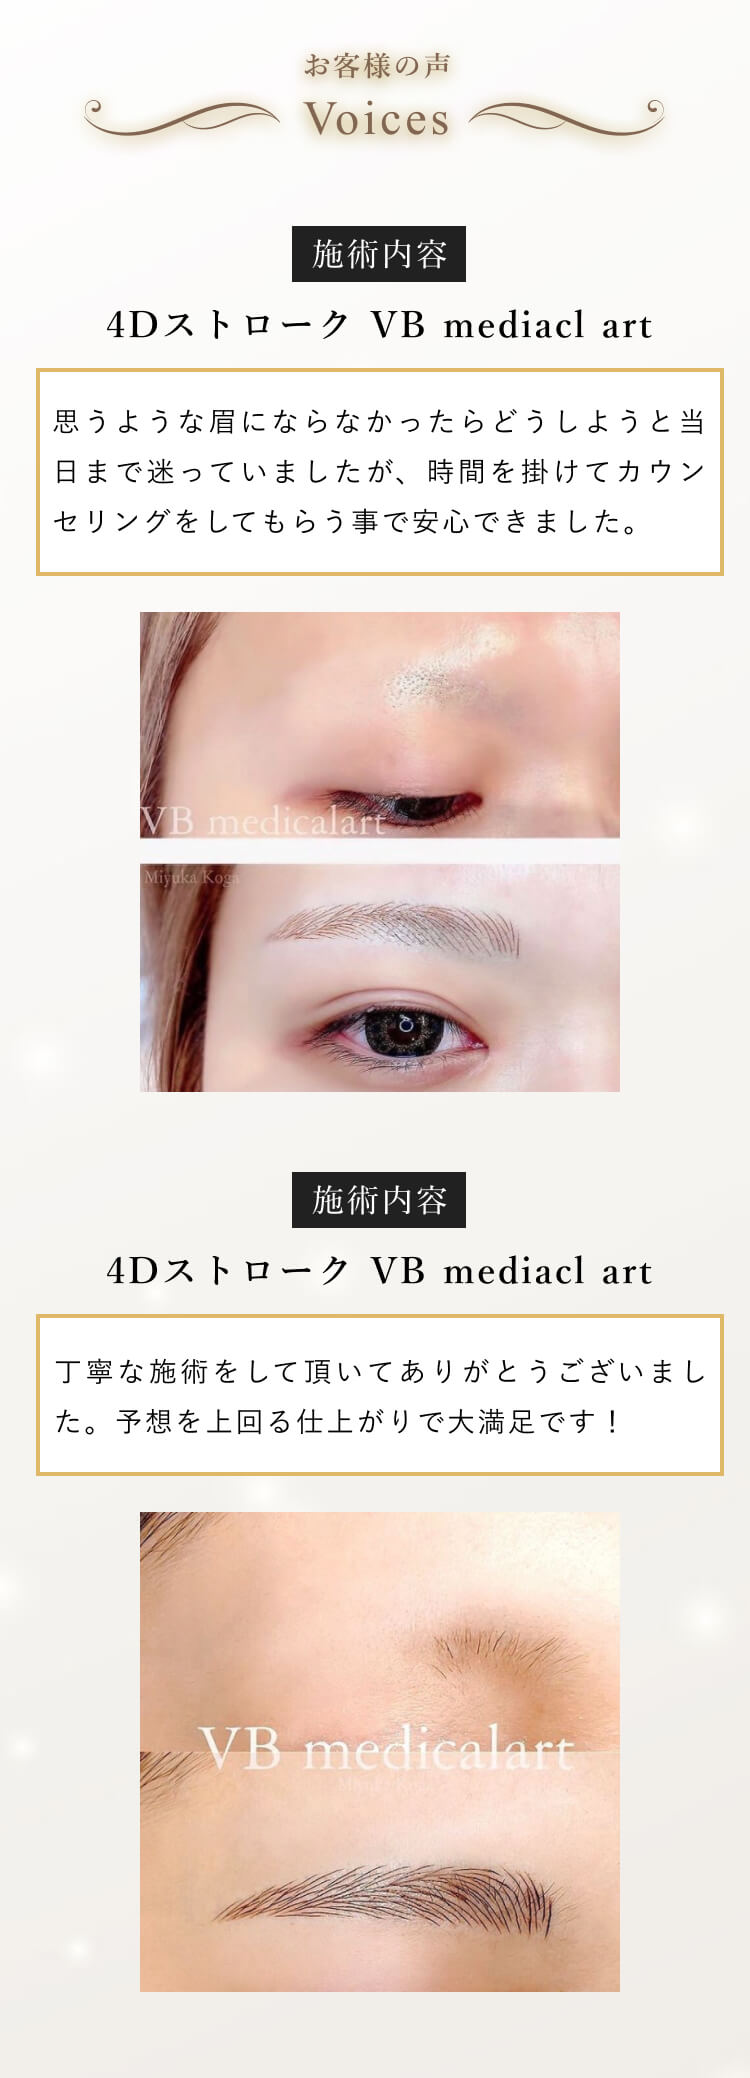 お客様の声
Voices
施術内容
4Dストローク VB mediacl art
思うような眉にならなかったらどうしようと当
日まで迷っていましたが、時間を掛けてカウン
セリングをしてもらう事で安心できました。
VB medicalart
Miyuka Koga
施術内容
4Dストローク VB mediacl art
丁寧な施術をして頂いてありがとうございまし
た。予想を上回る仕上がりで大満足です！
VB medicalart